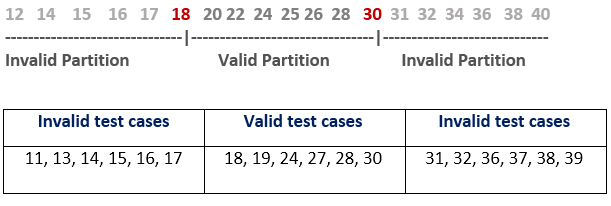 12 14 15 16 17 18 20 22 24 25 26 28 30 31 32 34 36 38 40
--------------------------------|--------------------------------|-----------------------------
Invalid Partition Valid Partition Invalid Partition
Invalid test cases Valid test cases Invalid test cases
11, 13, 14, 15, 16, 17 18, 19, 24, 27, 28, 30 31, 32, 36, 37, 38, 39